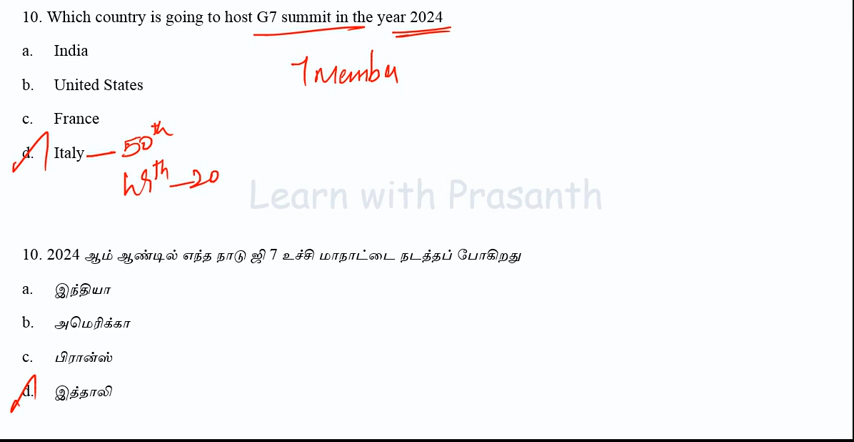 10. Which country is going to host G7 summit in the year 2024
7 Member
a. India
b. United States
c. France
d. Italy — 50th
20
Learn with Prasanth
10. 2024 ஆம் ஆண்டில் எந்த நாடு ஜி 7 உச்சி மாநாட்டை நடத்தப் போகிறது
a. இந்தியா
b. அமெரிக்கா
c. பிரான்ஸ்
d. இத்தாலி